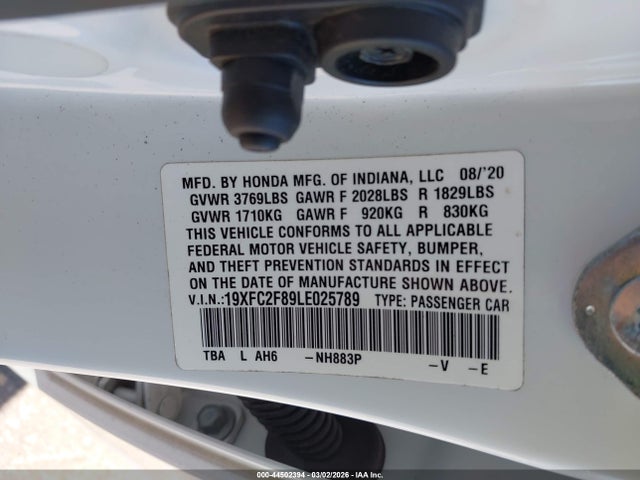 MFD. BY HONDA MFG. OF INDIANA, LLC 08/'20
GVWR 3769LBS GAWR F 2028LBS R 1829LBS
GVWR 1710KG GAWR F 920KG R 830KG
THIS VEHICLE CONFORMS TO ALL APPLICABLE
FEDERAL MOTOR VEHICLE SAFETY, BUMPER,
AND THEFT PREVENTION STANDARDS IN EFFECT
ON THE DATE OF MANUFACTURE SHOWN ABOVE.
V.I.N.:19XFC2F89LE025789 TYPE: PASSENGER CAR
TBA L AH6 -NH883P -V -E
000-44502394 | 03/02/2026 | IAA Inc.